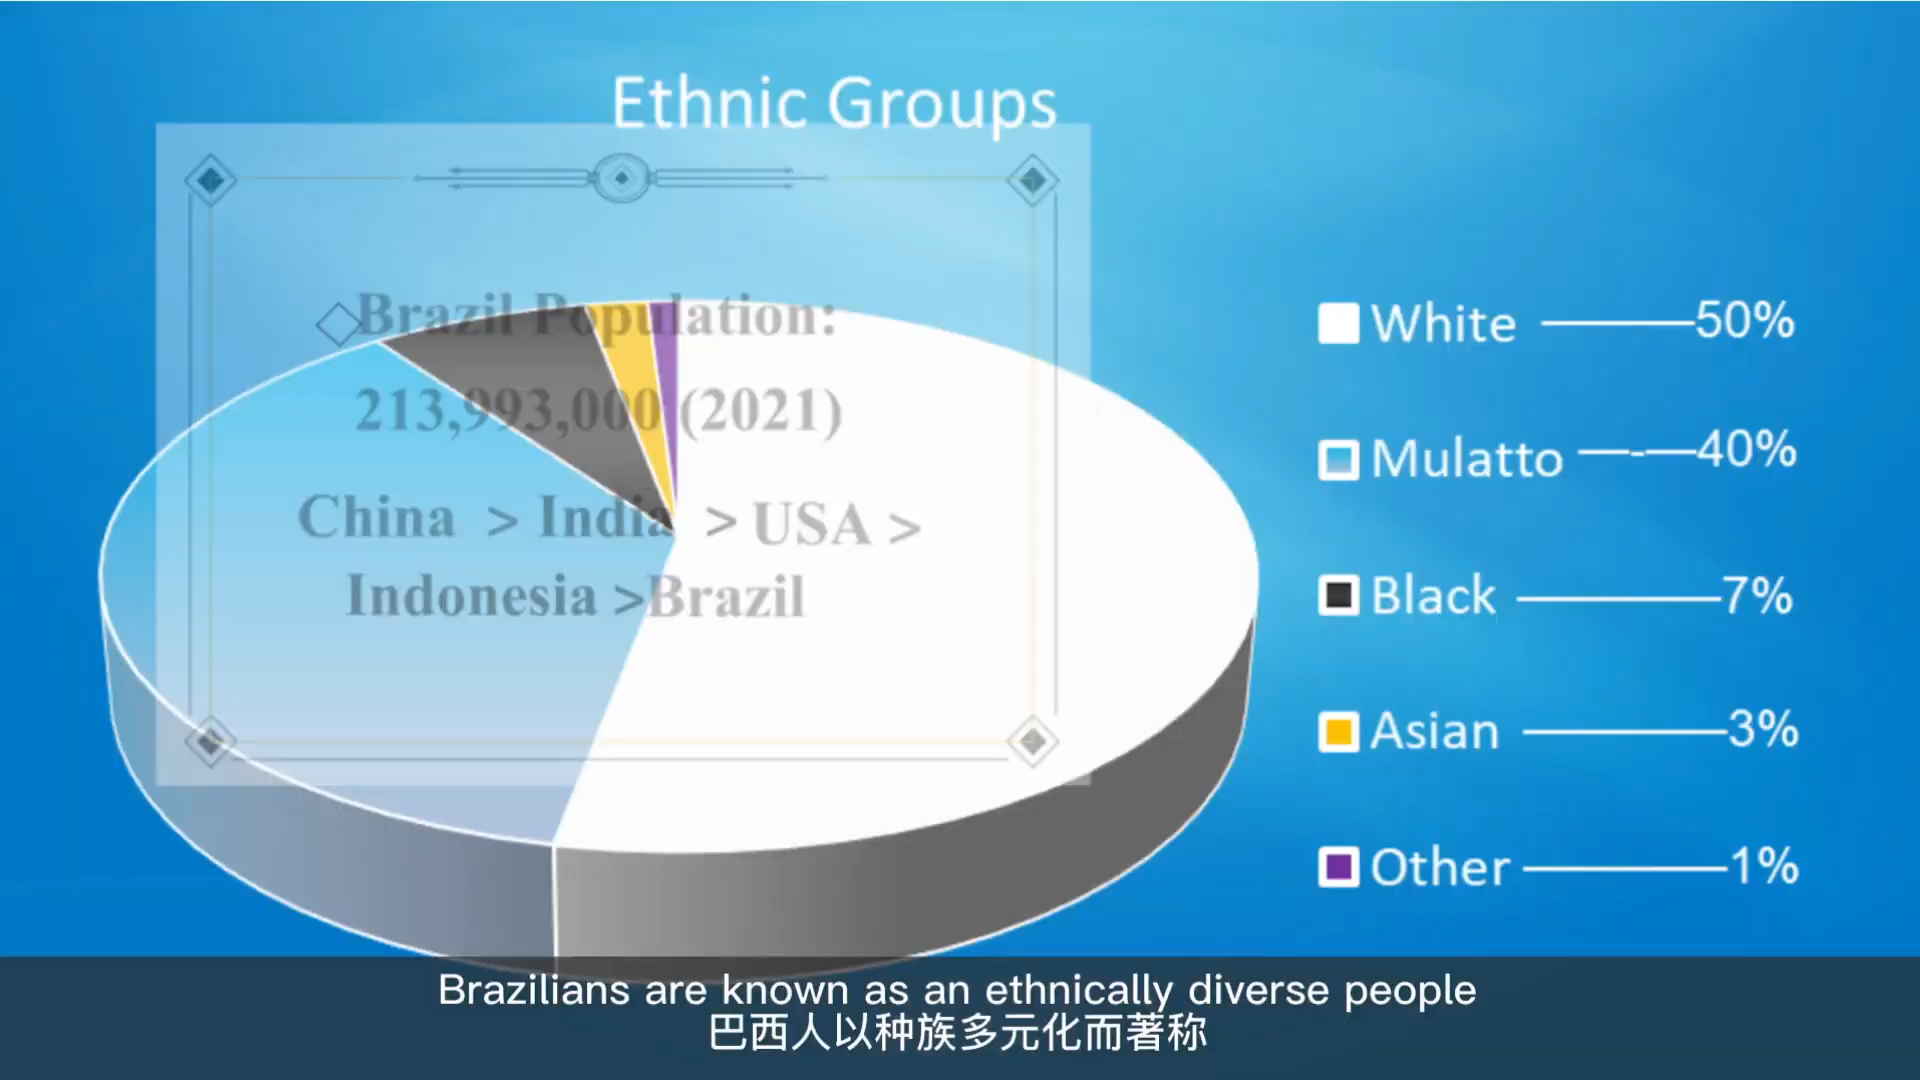 Ethnic Groups
Brazil Population:
213,993,000 (2021)
China > India > USA >
Indonesia >Brazil
White 50%
Mulatto 40%
Black 7%
Asian 3%
Other 1%
Brazilians are known as an ethnically diverse people
巴西人以种族多元化而著称